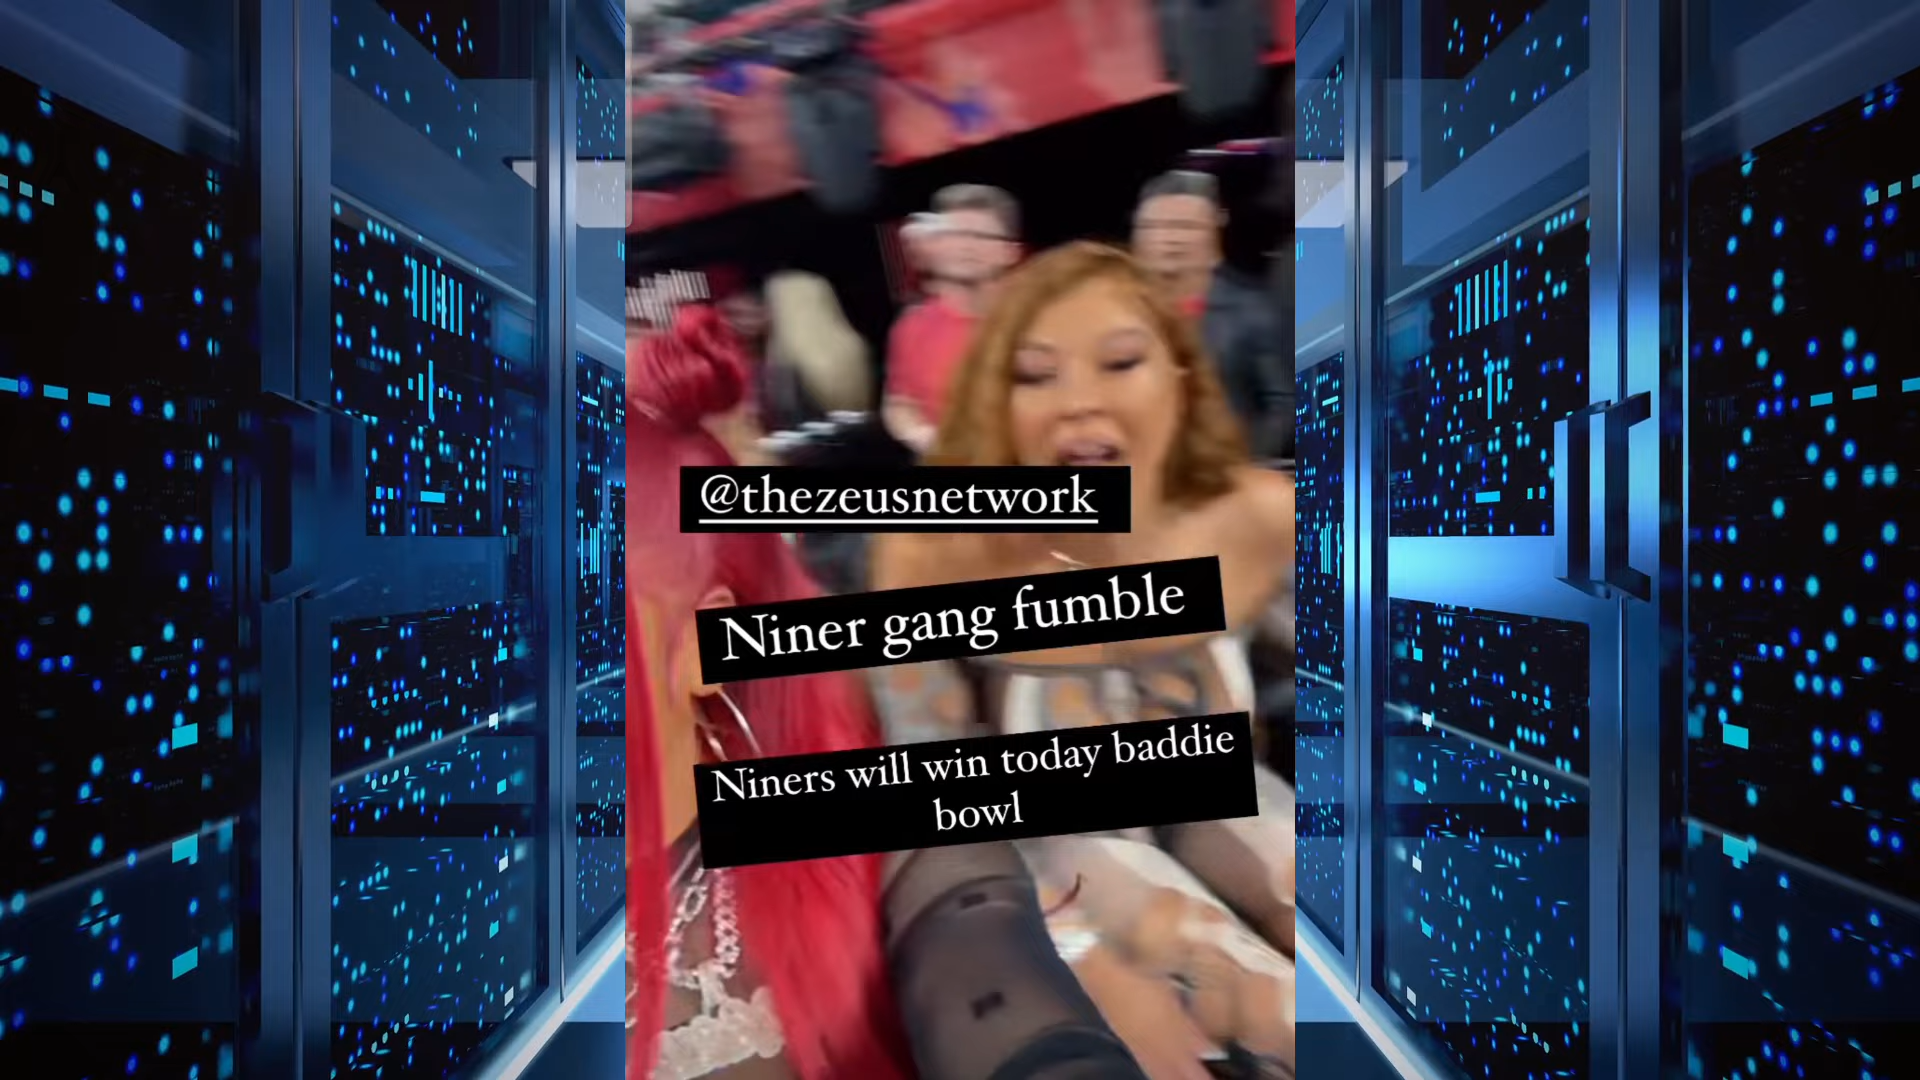 @thezeusnetwork
Niner gang fumble
Niners will win today baddie
bowl